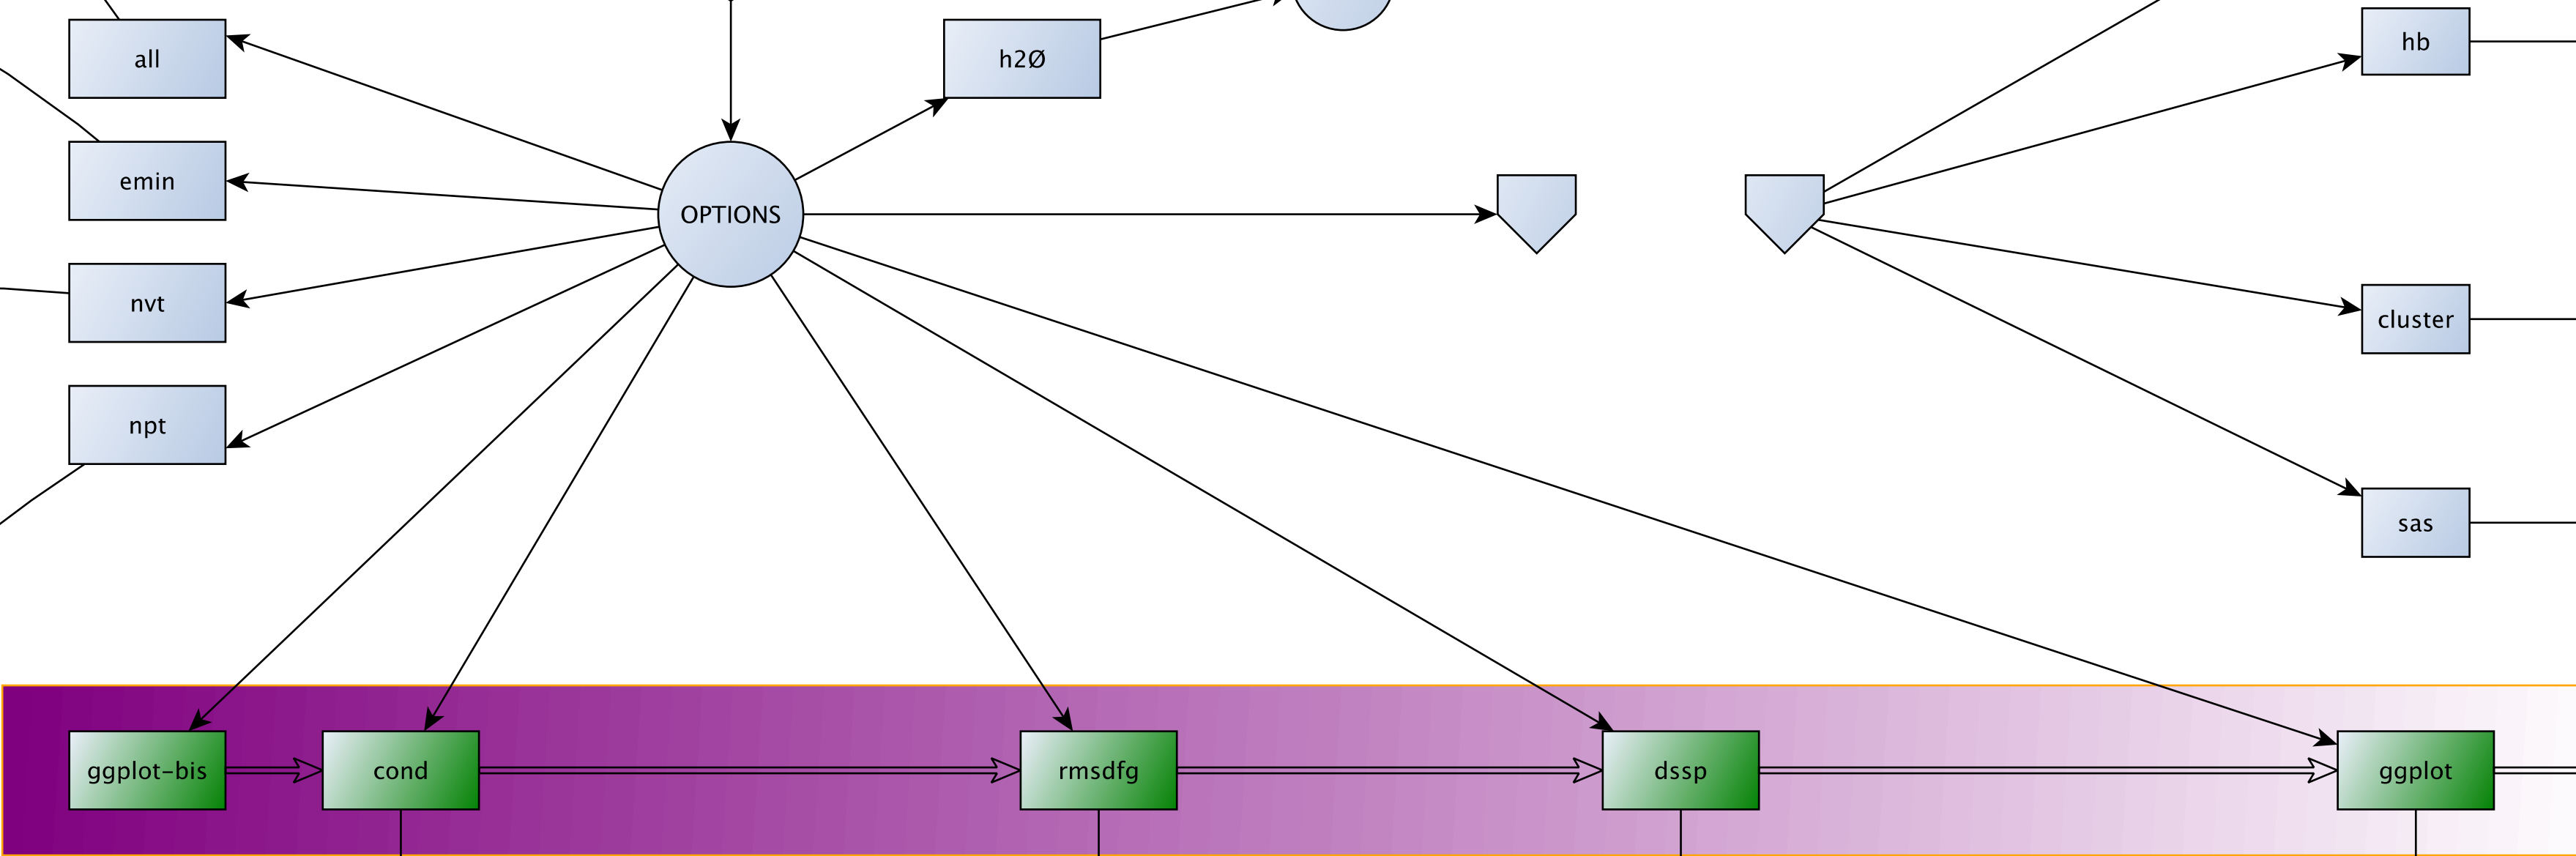 all
h2Ø
hb
emin
OPTIONS
nvt
cluster
npt
sas
ggplot-bis
cond
rmsdfg
dssp
ggplot